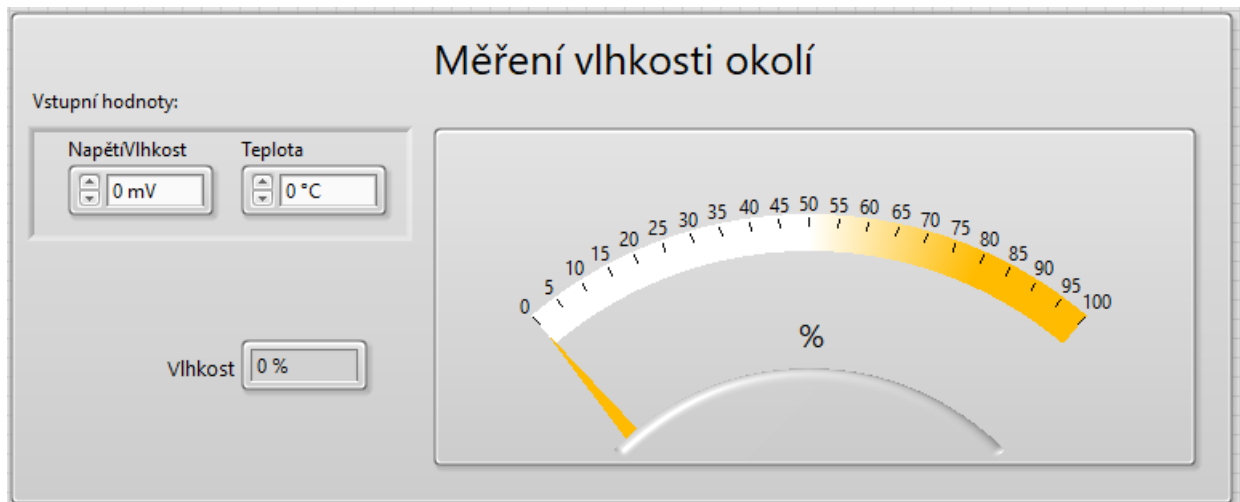 Měření vlhkosti okolí
Vstupní hodnoty:
NapětíVlhkost Teplota
0 mV 0 °C
0 5 10 15 20 25 30 35 40 45 50 55 60 65 70 75 80 85 90 95 100
%
Vlhkost 0 %